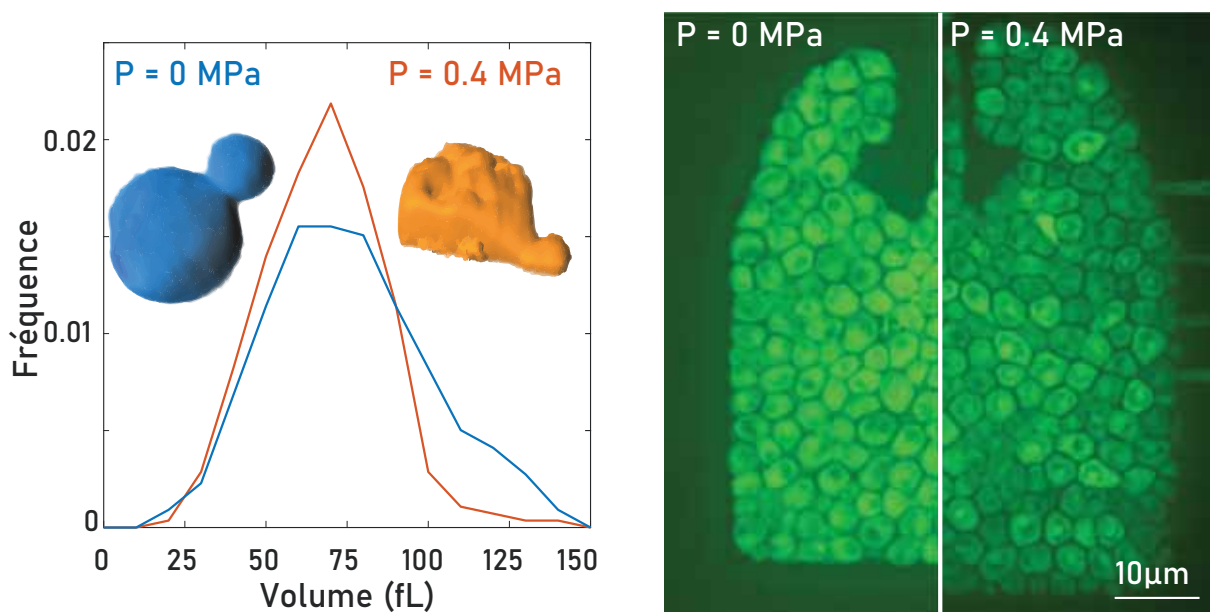 P = 0 MPa
P = 0.4 MPa
0.02
0.01
0
Fréquence
0
25
50
75
100
125
150
Volume (fL)
P = 0 MPa
P = 0.4 MPa
10µm